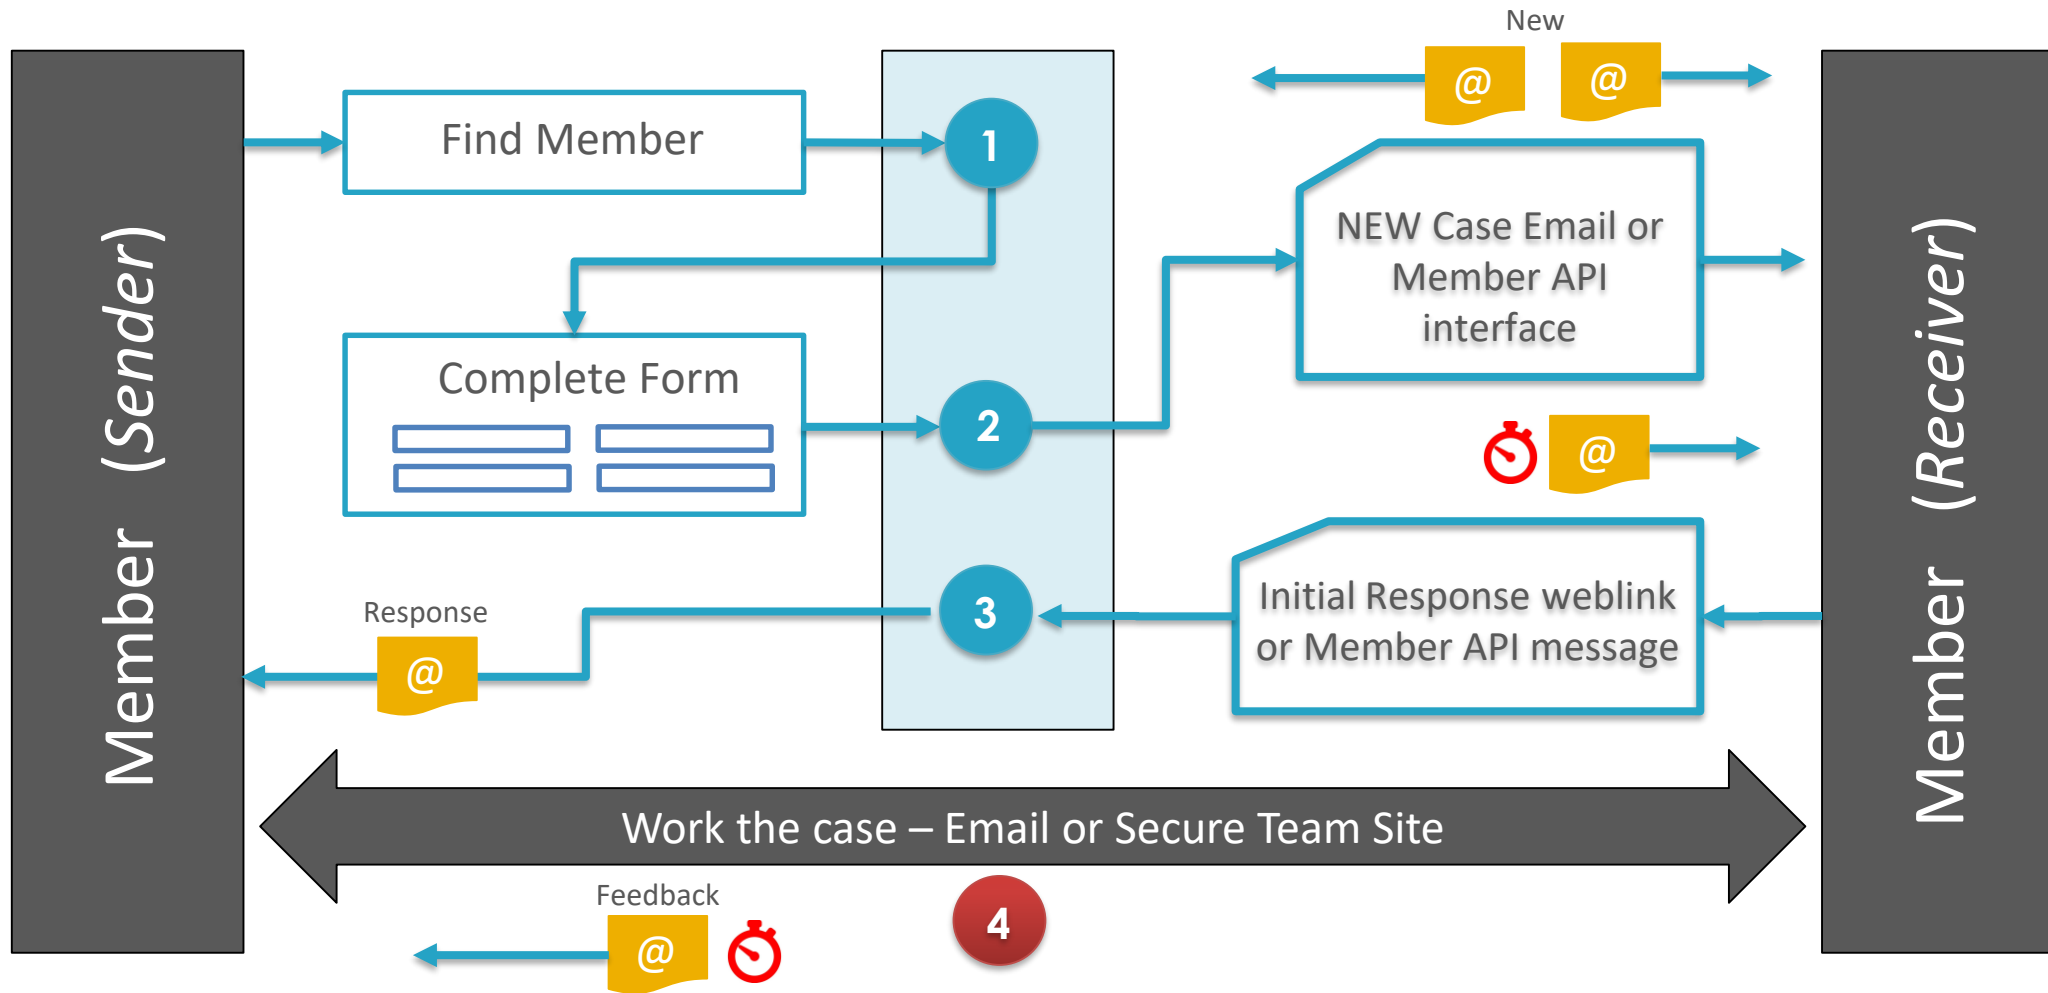 New
@
@
Find Member
1
Member (Sender)
NEW Case Email or
Member API
interface
Complete Form
2
@
Member (Receiver)
3
Initial Response weblink
or Member API message
Response
@
Work the case – Email or Secure Team Site
Feedback
@
4